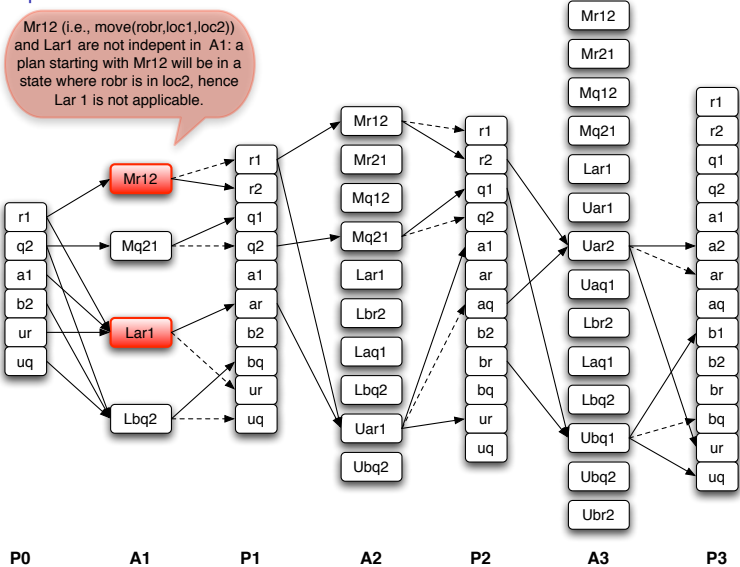 Mr12 (i.e., move(robr,loc1,loc2))
and Lar1 are not indepent in A1: a
plan starting with Mr12 will be in a
state where robr is in loc2, hence
Lar 1 is not applicable.
r1
q2
a1
b2
ur
uq
Mr12
Mq21
Lar1
Lbq2
r1
r2
q1
q2
a1
ar
b2
bq
ur
uq
Mr12
Mr21
Mq12
Mq21
Lar1
Lbr2
Laq1
Lbq2
Uar1
Ubq2
r1
r2
q1
q2
a1
ar
aq
b2
br
bq
ur
uq
Mr12
Mr21
Mq12
Mq21
Lar1
Uar1
Uar2
Uaq1
Lbr2
Laq1
Lbq2
Ubq1
Ubq2
Ubr2
r1
r2
q1
q2
a1
a2
ar
aq
b1
b2
br
bq
ur
uq
P0 A1 P1 A2 P2 A3 P3